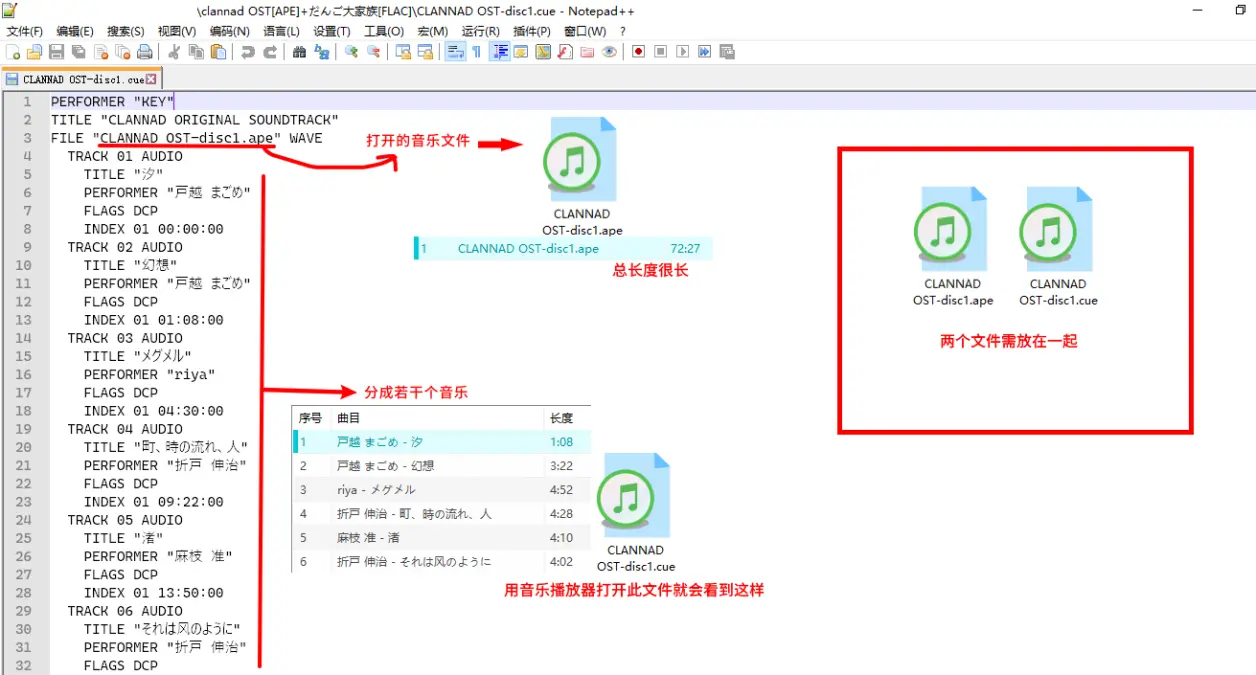 \clannad OST[APE]+だんご大家族[FLAC]\CLANNAD OST-disc1.cue - Notepad++
文件(F) 编辑(E) 搜索(S) 视图(V) 编码(N) 语言(L) 设置(T) 工具(O) 宏(M) 运行(R) 插件(P) 窗口(W) ?
CLANNAD OST-disc1.cue
1 PERFORMER "KEY"
2 TITLE "CLANNAD ORIGINAL SOUNDTRACK"
3 FILE "CLANNAD OST-disc1.ape" WAVE
4 TRACK 01 AUDIO
5 TITLE "汐"
6 PERFORMER "戸越 まごめ"
7 FLAGS DCP
8 INDEX 01 00:00:00
9 TRACK 02 AUDIO
10 TITLE "幻想"
11 PERFORMER "戸越 まごめ"
12 FLAGS DCP
13 INDEX 01 01:08:00
14 TRACK 03 AUDIO
15 TITLE "メグメル"
16 PERFORMER "riya"
17 FLAGS DCP
18 INDEX 01 04:30:00
19 TRACK 04 AUDIO
20 TITLE "町、時の流れ、人"
21 PERFORMER "折戸 伸治"
22 FLAGS DCP
23 INDEX 01 09:22:00
24 TRACK 05 AUDIO
25 TITLE "渚"
26 PERFORMER "麻枝 准"
27 FLAGS DCP
28 INDEX 01 13:50:00
29 TRACK 06 AUDIO
30 TITLE "それは风のように"
31 PERFORMER "折戸 伸治"
32 FLAGS DCP
打开的音乐文件
CLANNAD
OST-disc1.ape
1 CLANNAD OST-disc1.ape 72:27
总长度很长
分成若干个音乐
序号 曲目 长度
1 戸越 まごめ - 汐 1:08
2 戸越 まごめ - 幻想 3:22
3 riya - メグメル 4:52
4 折戸 伸治 - 町、時の流れ、人 4:28
5 麻枝 准 - 渚 4:10
6 折戸 伸治 - それは风のように 4:02
CLANNAD
OST-disc1.cue
用音乐播放器打开此文件就会看到这样
CLANNAD
OST-disc1.ape
CLANNAD
OST-disc1.cue
两个文件需放在一起